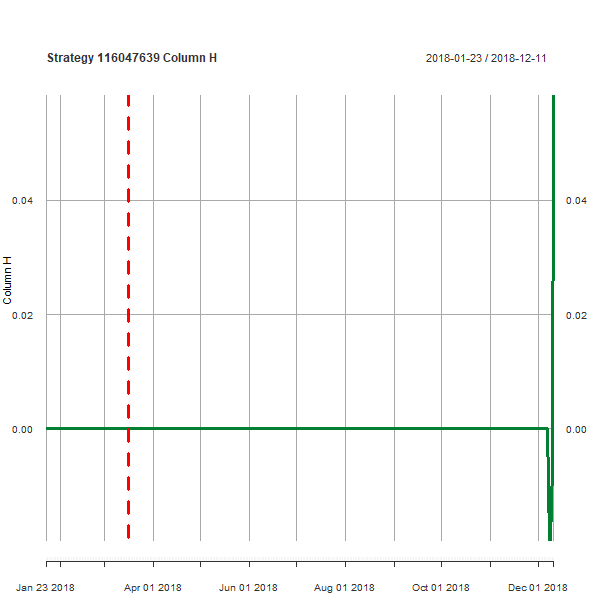 Strategy 116047639 Column H
2018-01-23 / 2018-12-11
0.04
0.04
Column H
0.02
0.02
0.00
0.00
Jan 23 2018
Apr 01 2018
Jun 01 2018
Aug 01 2018
Oct 01 2018
Dec 01 2018